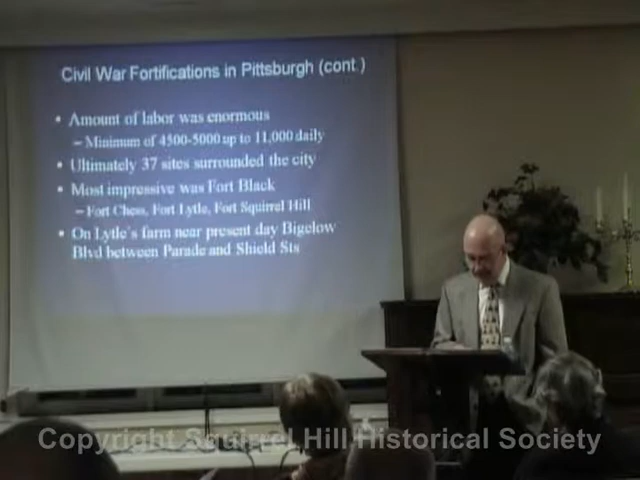 Civil War Fortifications in Pittsburgh (cont.)
• Amount of labor was enormous
– Minimum of 4500-5000 up to 11,000 daily
• Ultimately 37 sites surrounded the city
• Most impressive was Fort Black
– Fort Chess, Fort Lytle, Fort Squirrel Hill
• On Lytle's farm near present day Bigelow
Blvd between Parade and Shield Sts
Copyright Squirrel Hill Historical Society